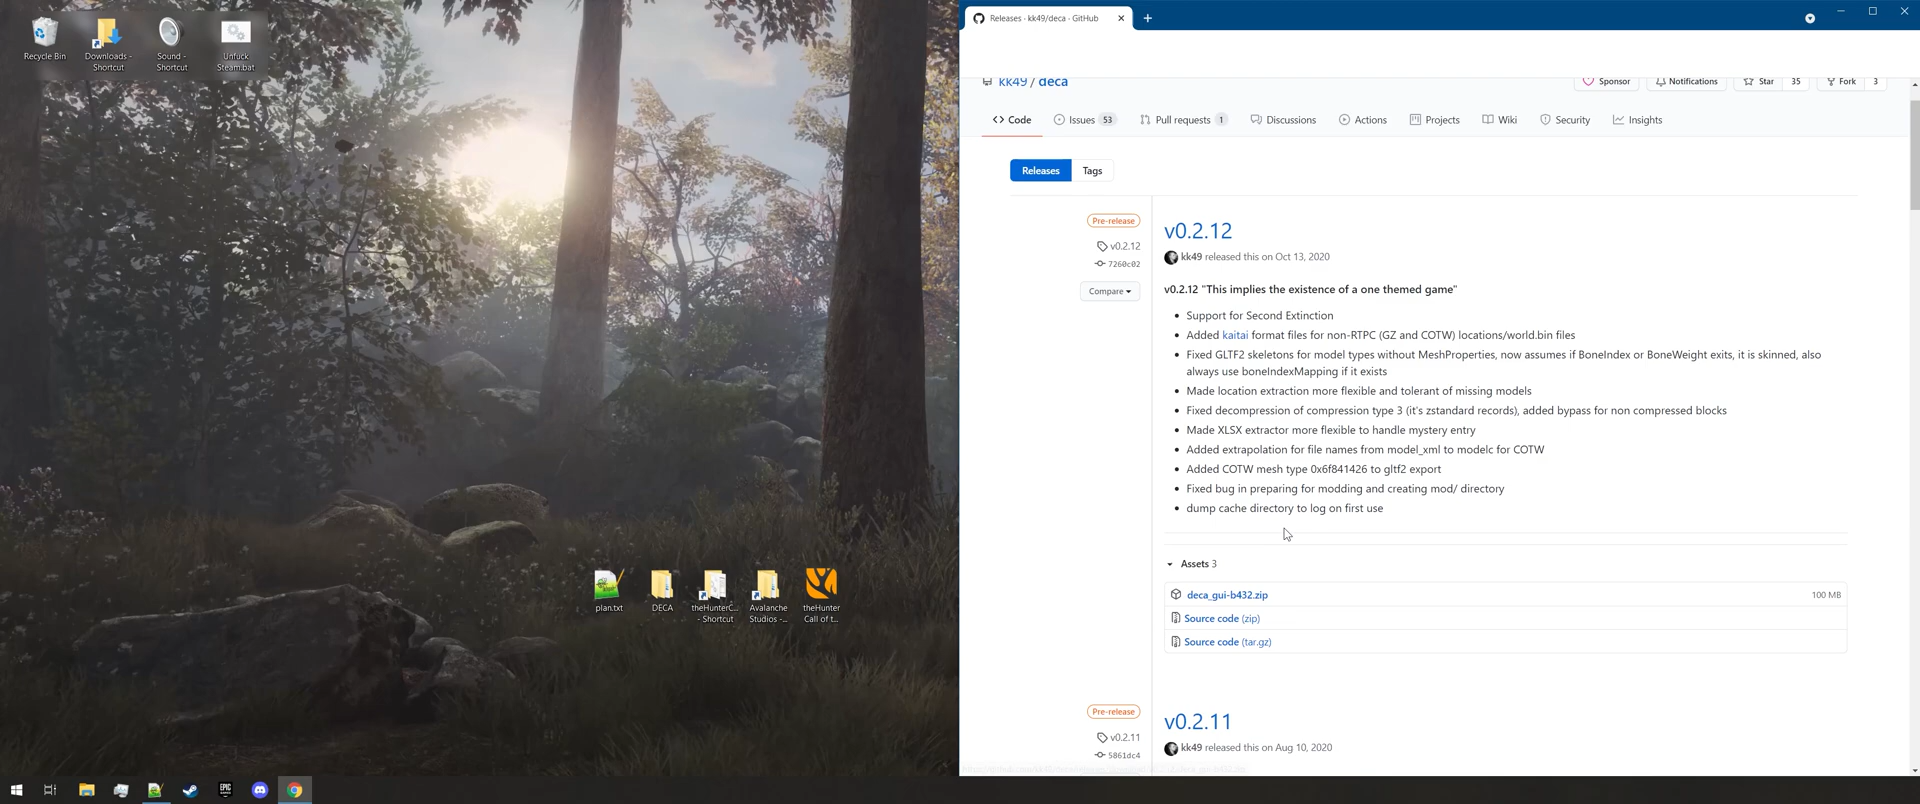 Recycle Bin
Downloads -
Shortcut
Sound -
Shortcut
Unfuck
Steam.bat
plan.txt
DECA
theHunterC...
- Shortcut
Avalanche
Studios -...
theHunter
Call of t...
EPIC
GAMES
Releases · kk49/deca · GitHub
kk49 / deca
Sponsor
Notifications
Star 35
Fork 3
Code
Issues 53
Pull requests 1
Discussions
Actions
Projects
Wiki
Security
Insights
Releases
Tags
Pre-release
v0.2.12
7260c02
Compare
v0.2.12
kk49 released this on Oct 13, 2020
v0.2.12 "This implies the existence of a one themed game"
• Support for Second Extinction
• Added kaitai format files for non-RTPC (GZ and COTW) locations/world.bin files
• Fixed GLTF2 skeletons for model types without MeshProperties, now assumes if BoneIndex or BoneWeight exits, it is skinned, also
always use boneIndexMapping if it exists
• Made location extraction more flexible and tolerant of missing models
• Fixed decompression of compression type 3 (it's zstandard records), added bypass for non compressed blocks
• Made XLSX extractor more flexible to handle mystery entry
• Added extrapolation for file names from model_xml to modelc for COTW
• Added COTW mesh type 0x6f841426 to gltf2 export
• Fixed bug in preparing for modding and creating mod/ directory
• dump cache directory to log on first use
Assets 3
deca_gui-b432.zip
100 MB
Source code (zip)
Source code (tar.gz)
Pre-release
v0.2.11
5861dc4
v0.2.11
kk49 released this on Aug 10, 2020